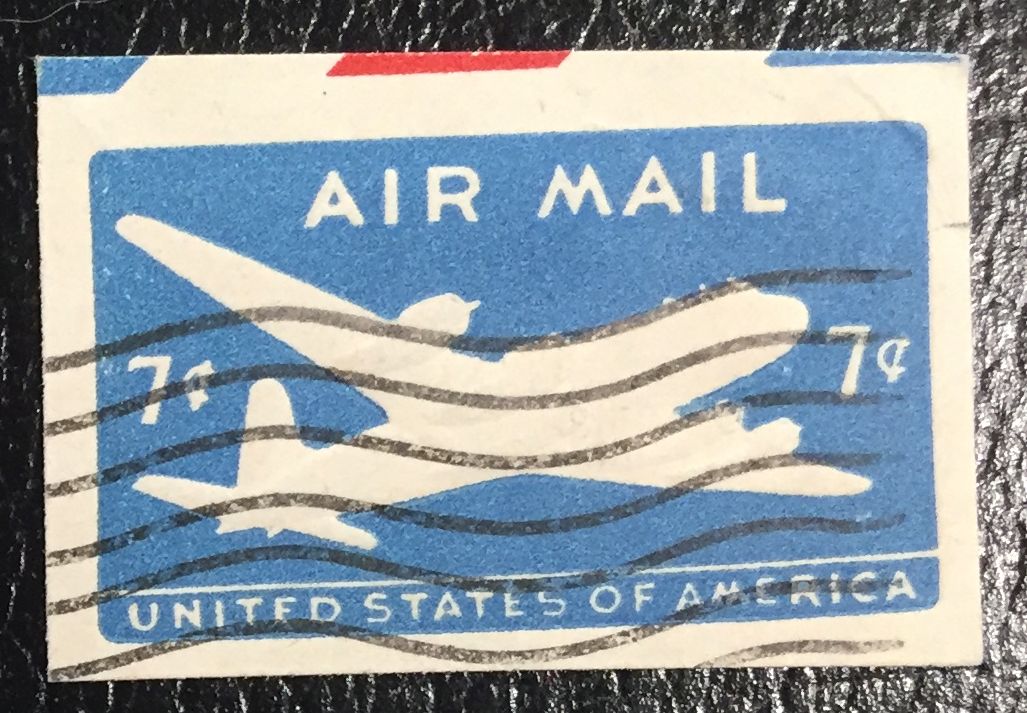 AIR MAIL
7¢ 7¢
UNITED STATES OF AMERICA